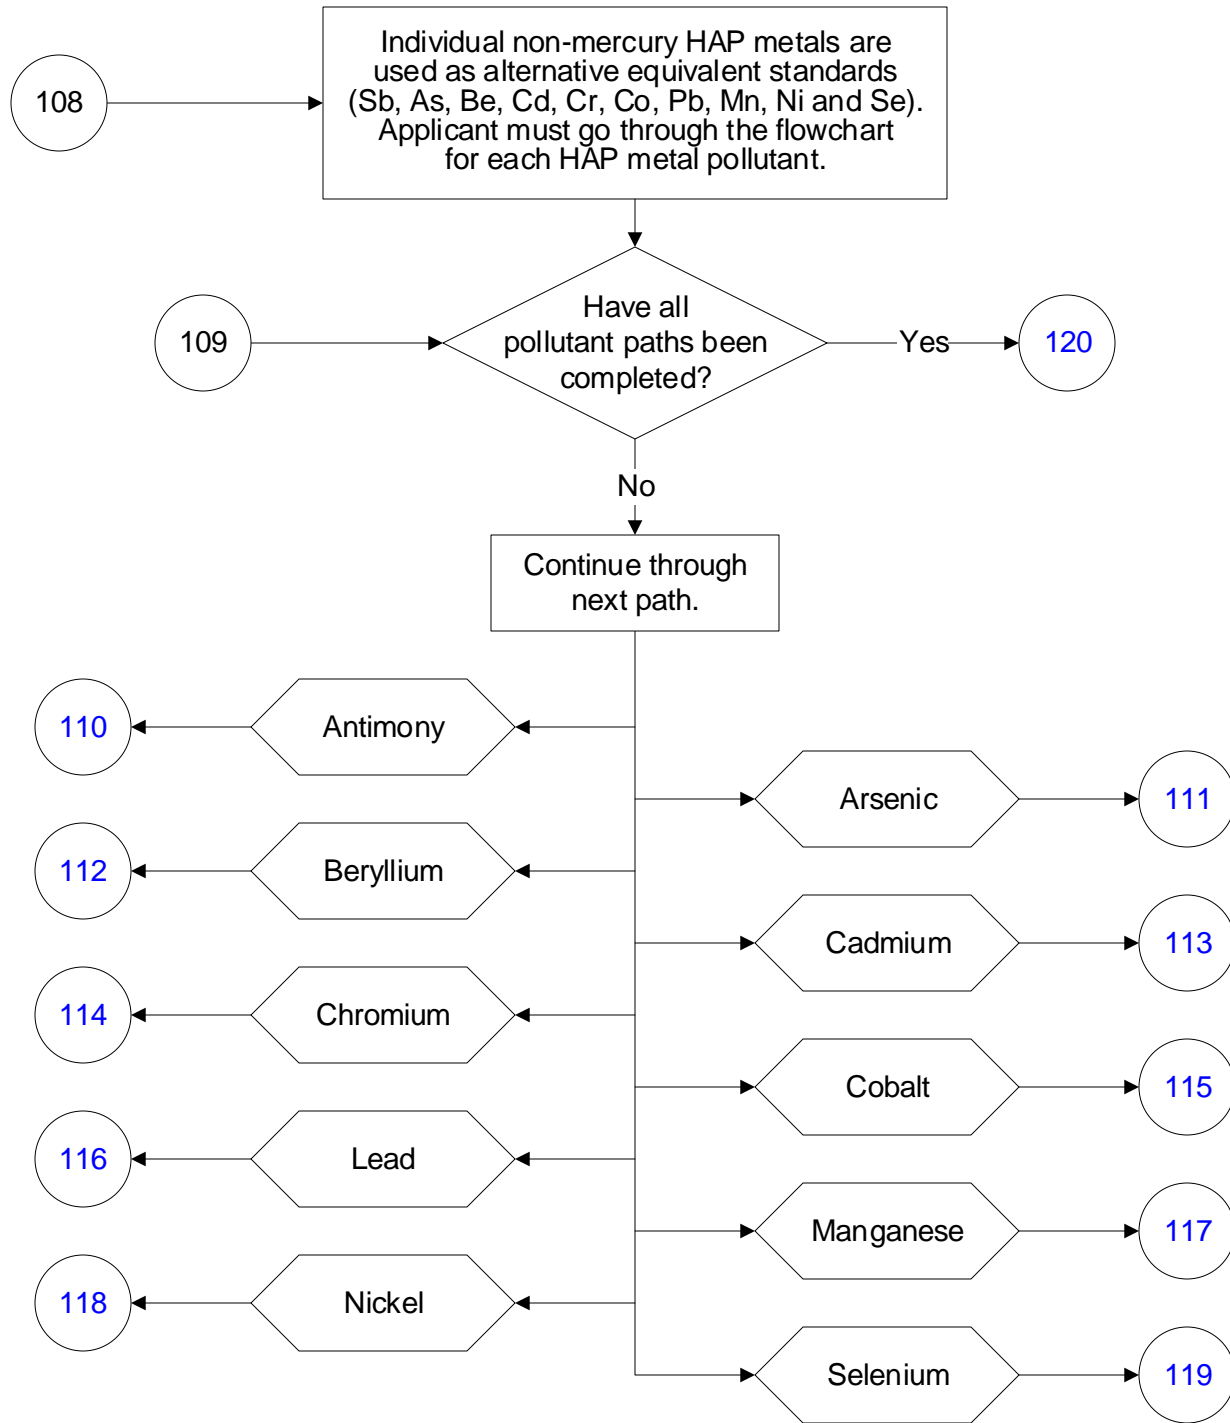 Individual non-mercury HAP metals are
used as alternative equivalent standards
(Sb, As, Be, Cd, Cr, Co, Pb, Mn, Ni and Se).
Applicant must go through the flowchart
for each HAP metal pollutant.
108
Have all
pollutant paths been
completed?
109
Yes
120
No
Continue through
next path.
110
Antimony
Arsenic
111
112
Beryllium
Cadmium
113
114
Chromium
Cobalt
115
116
Lead
Manganese
117
118
Nickel
Selenium
119